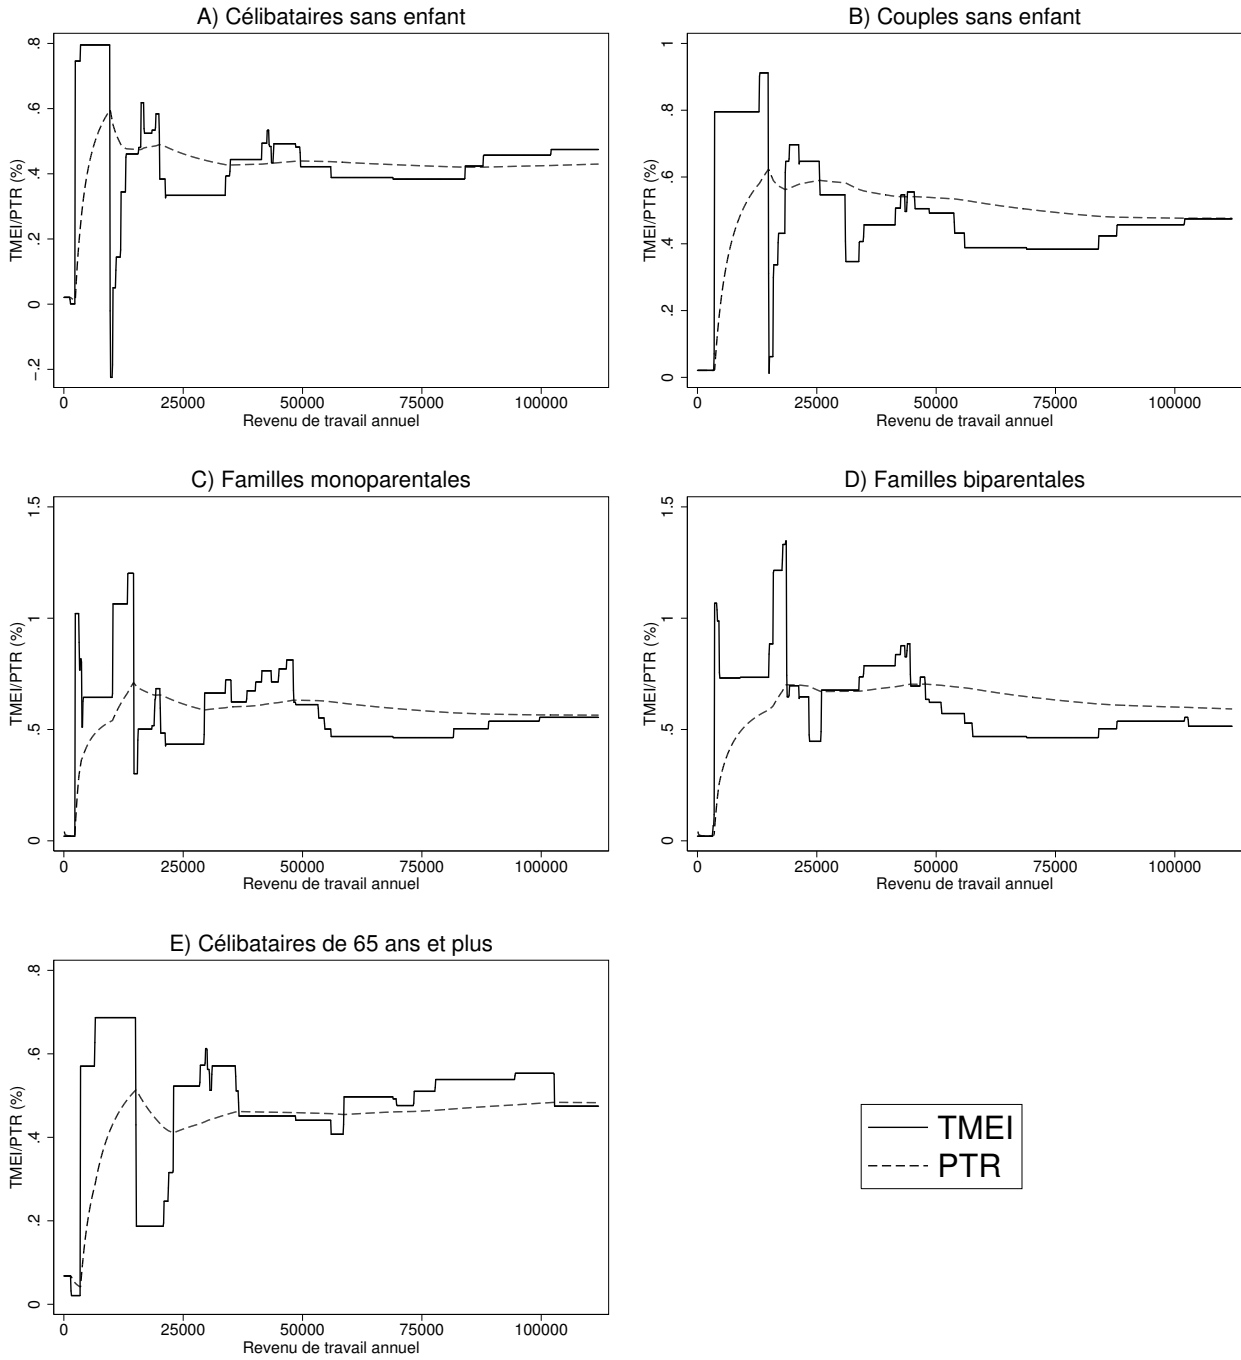 A) Célibataires sans enfant
TMEI/PTR (%)
.8
.6
.4
.2
0
-.2
0 25000 50000 75000 100000
Revenu de travail annuel
B) Couples sans enfant
TMEI/PTR (%)
1
.8
.6
.4
.2
0
0 25000 50000 75000 100000
Revenu de travail annuel
C) Familles monoparentales
TMEI/PTR (%)
1.5
1
.5
0
0 25000 50000 75000 100000
Revenu de travail annuel
D) Familles biparentales
TMEI/PTR (%)
1.5
1
.5
0
0 25000 50000 75000 100000
Revenu de travail annuel
E) Célibataires de 65 ans et plus
TMEI/PTR (%)
.8
.6
.4
.2
0
0 25000 50000 75000 100000
Revenu de travail annuel
TMEI
PTR